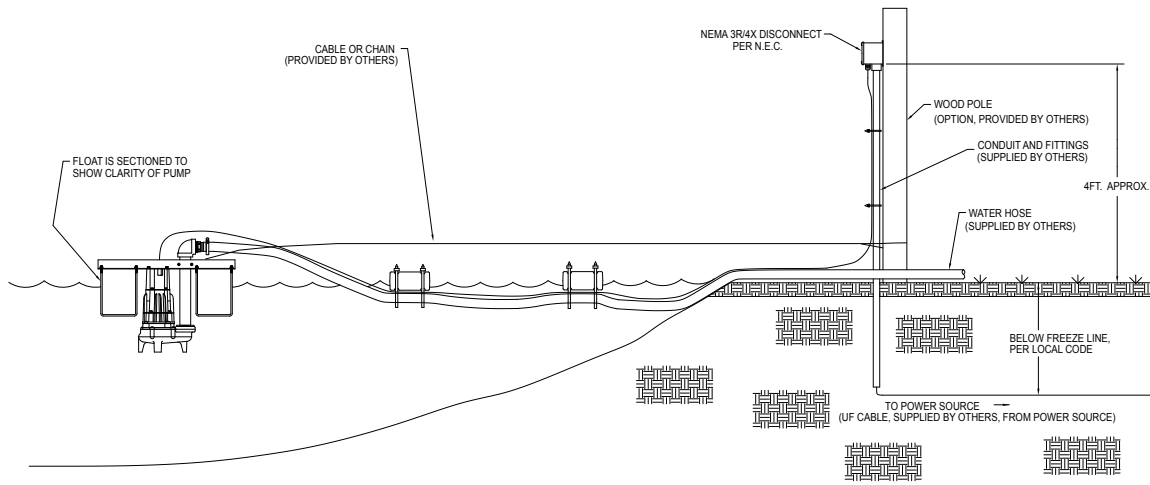 NEMA 3R/4X DISCONNECT
PER N.E.C.
CABLE OR CHAIN
(PROVIDED BY OTHERS)
WOOD POLE
(OPTION, PROVIDED BY OTHERS)
FLOAT IS SECTIONED TO
SHOW CLARITY OF PUMP
CONDUIT AND FITTINGS
(SUPPLIED BY OTHERS)
4FT. APPROX.
WATER HOSE
(SUPPLIED BY OTHERS)
BELOW FREEZE LINE,
PER LOCAL CODE
TO POWER SOURCE
(UF CABLE, SUPPLIED BY OTHERS, FROM POWER SOURCE)